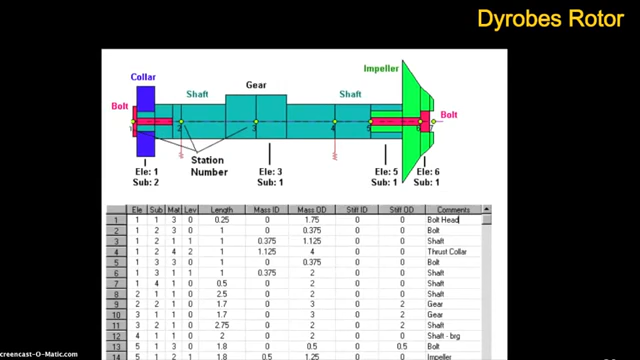 Dyrobes Rotor
Impeller
Collar
Gear
Shaft
Shaft
Bolt
Bolt
1
2
3
4
5
6
7
Station
Number
Ele: 1
Sub: 2
Ele: 3
Sub: 1
Ele: 5
Sub: 1
Ele: 6
Sub: 1
Ele Sub Mat Lev Length Mass ID Mass OD Stif ID Stif OD Comments
1 1 1 3 0 0.25 0 1.75 0 0 Bolt Head
2 1 2 3 0 1 0 0.375 0 0 Bolt
3 1 2 1 1 1 0.375 1.125 0 0 Shaft
4 1 2 4 2 1 1.125 4 0 0 Thrust Collar
5 1 3 3 0 1 0 0.375 0 0 Bolt
6 1 3 1 1 1 0.375 2 0 0 Shaft
7 1 4 1 0 0.5 0 2 0 0 Shaft
8 2 1 1 0 2.5 0 2 0 0 Shaft
9 2 2 1 0 1.7 0 3 0 2 Gear
10 3 1 1 0 1.7 0 3 0 2 Gear
11 3 2 1 0 2.75 0 2 0 2 Shaft
12 4 1 1 0 2 0 2 0 0 Shaft - brg
13 5 1 3 0 1.8 0 0.5 0 0.5 Bolt
14 5 1 2 1 1.8 0.5 1.25 0 0 Impeller
creencast-O-Matic.com